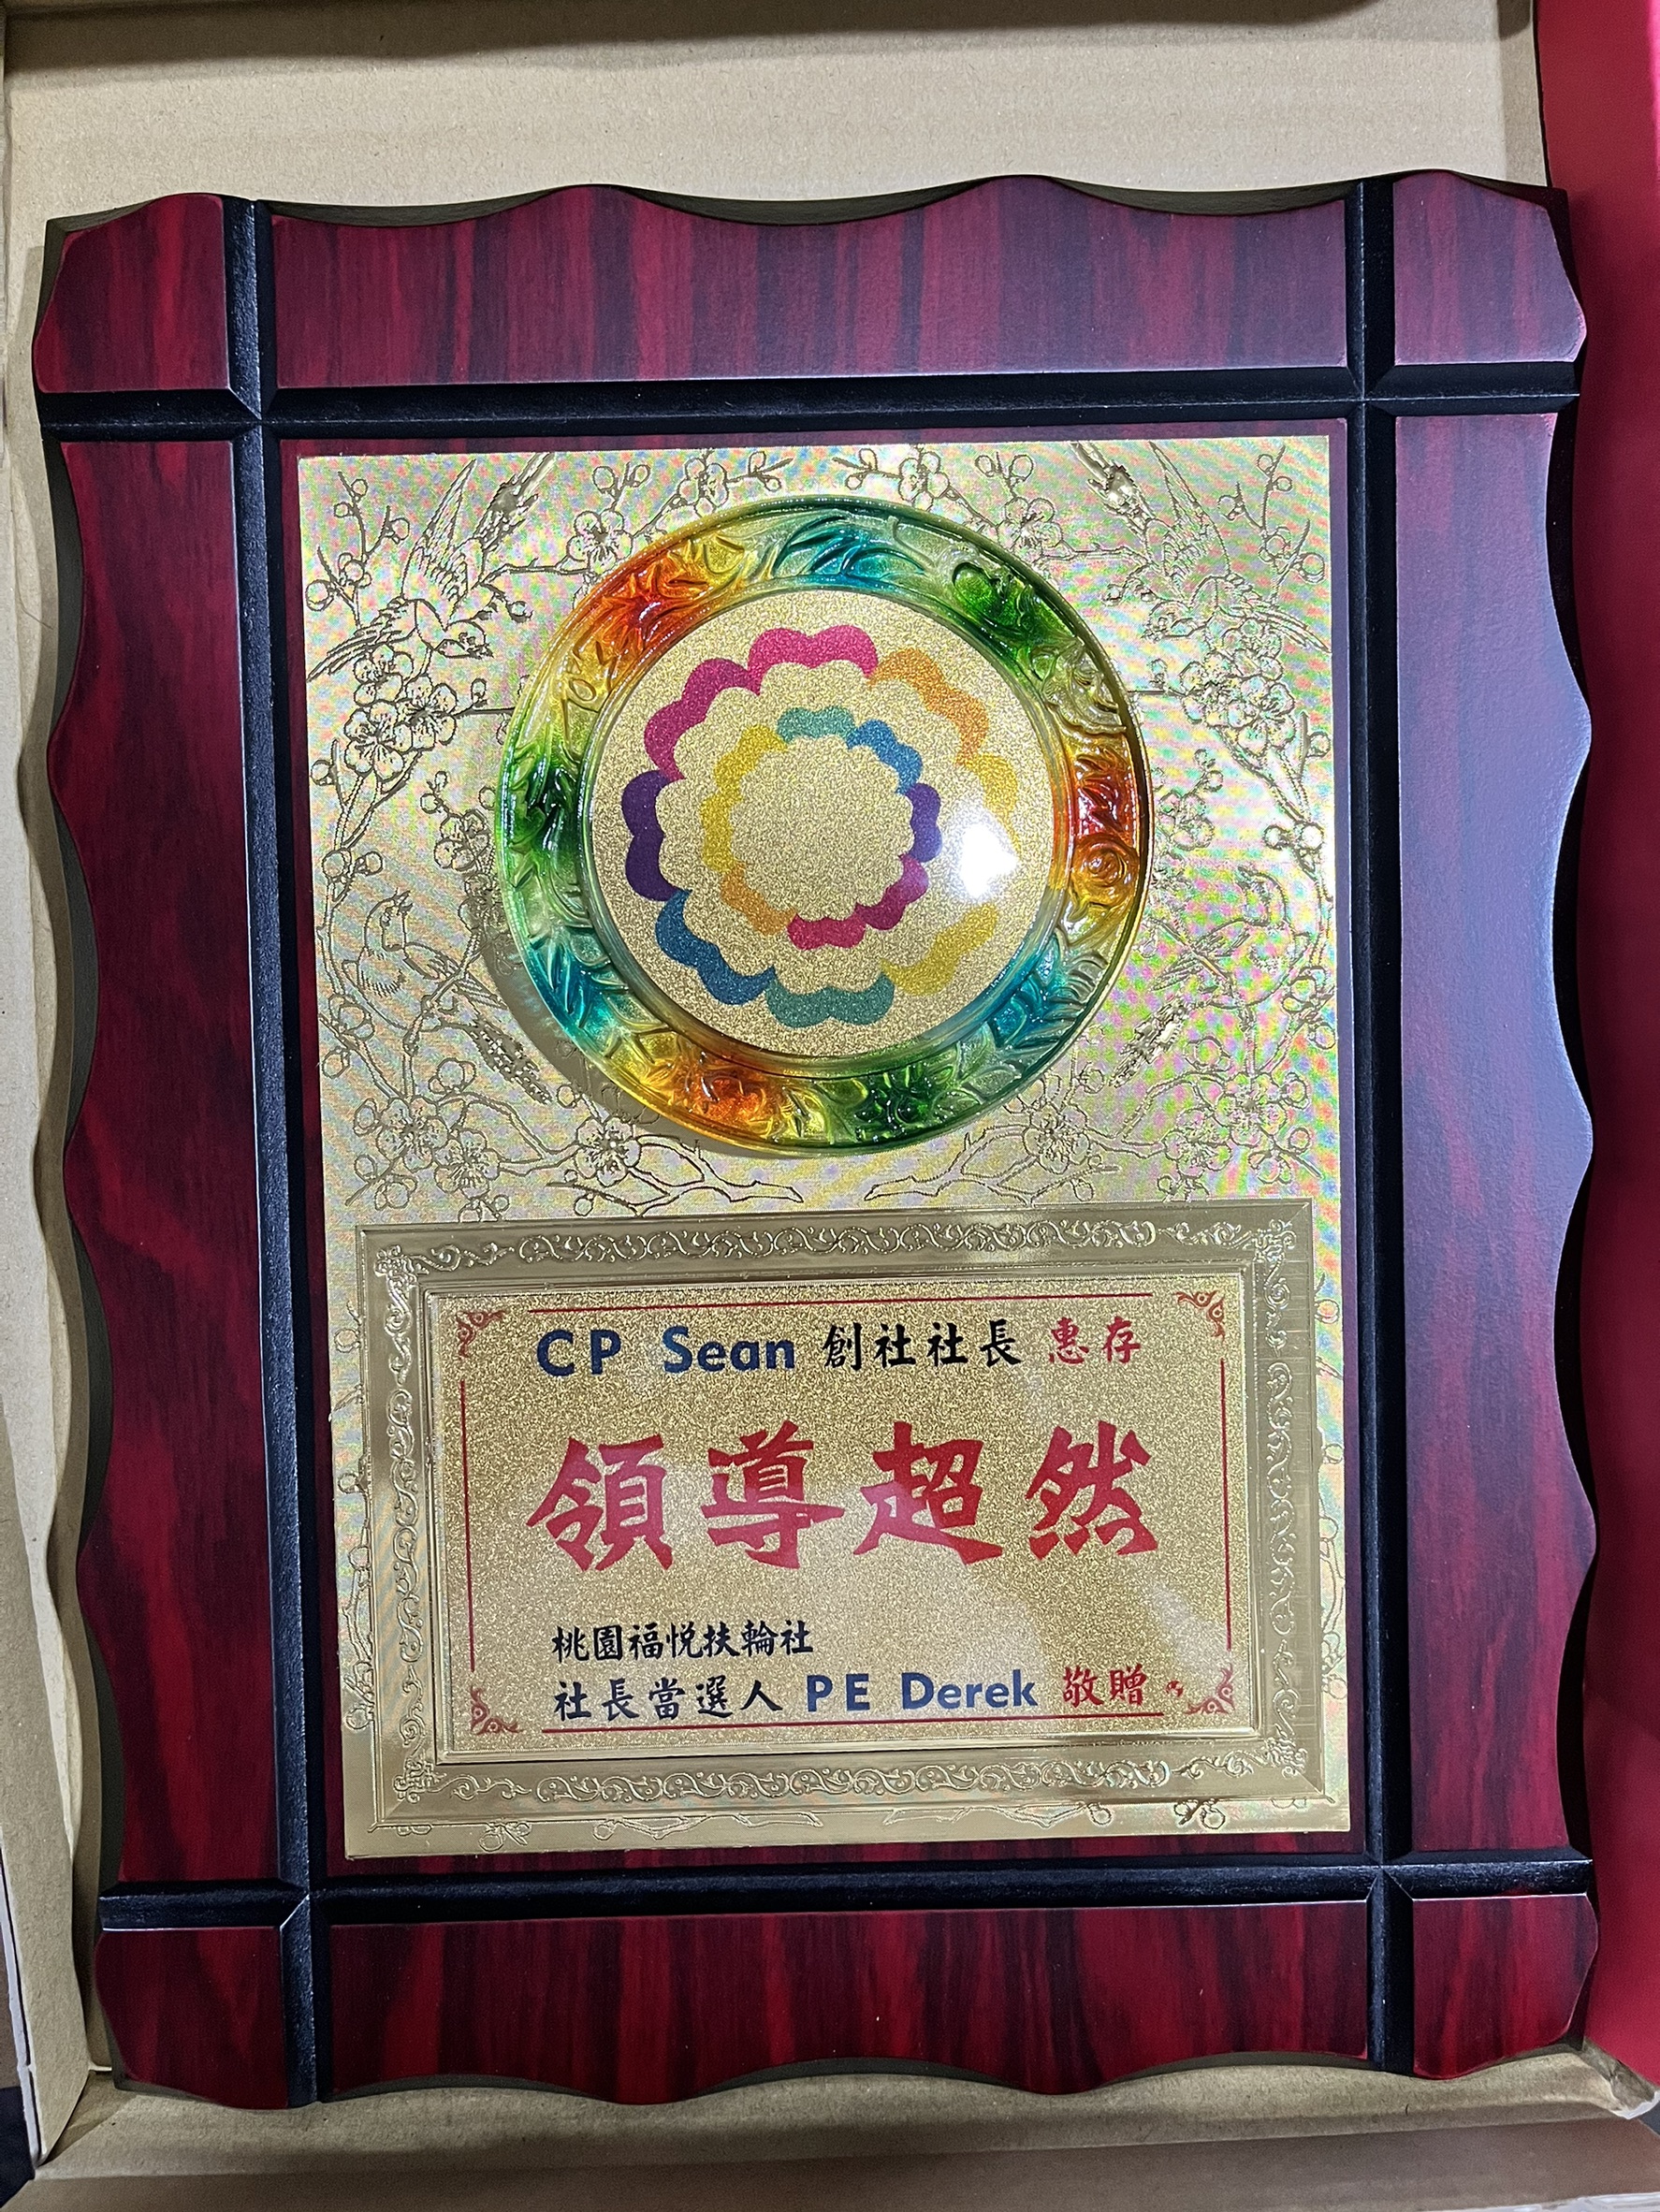 CP Sean 創社社長 惠存
領導超然
桃園福悅扶輪社
社長當選人 PE Derek 敬贈